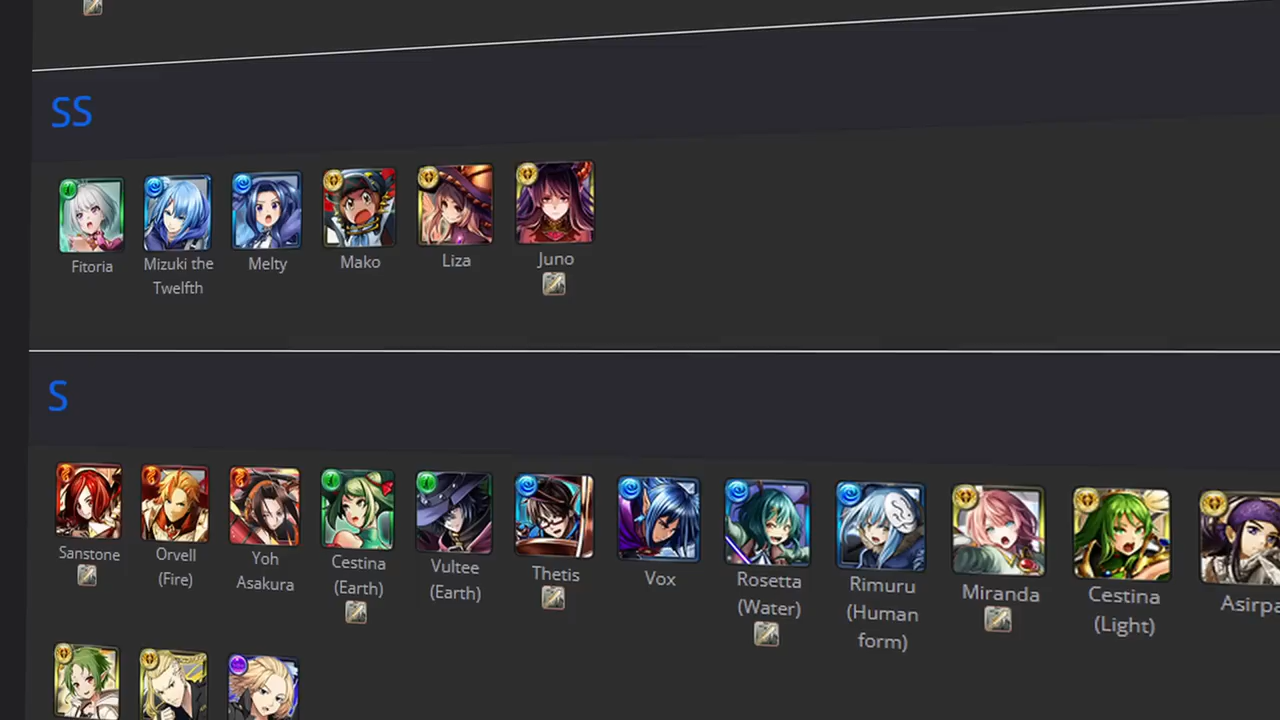 SS
Fitoria
Mizuki the
Twelfth
Melty
Mako
Liza
Juno
S
Sanstone
Orvell
(Fire)
Yoh
Asakura
Cestina
(Earth)
Vultee
(Earth)
Thetis
Vox
Rosetta
(Water)
Rimuru
(Human
form)
Miranda
Cestina
(Light)
Asirpa